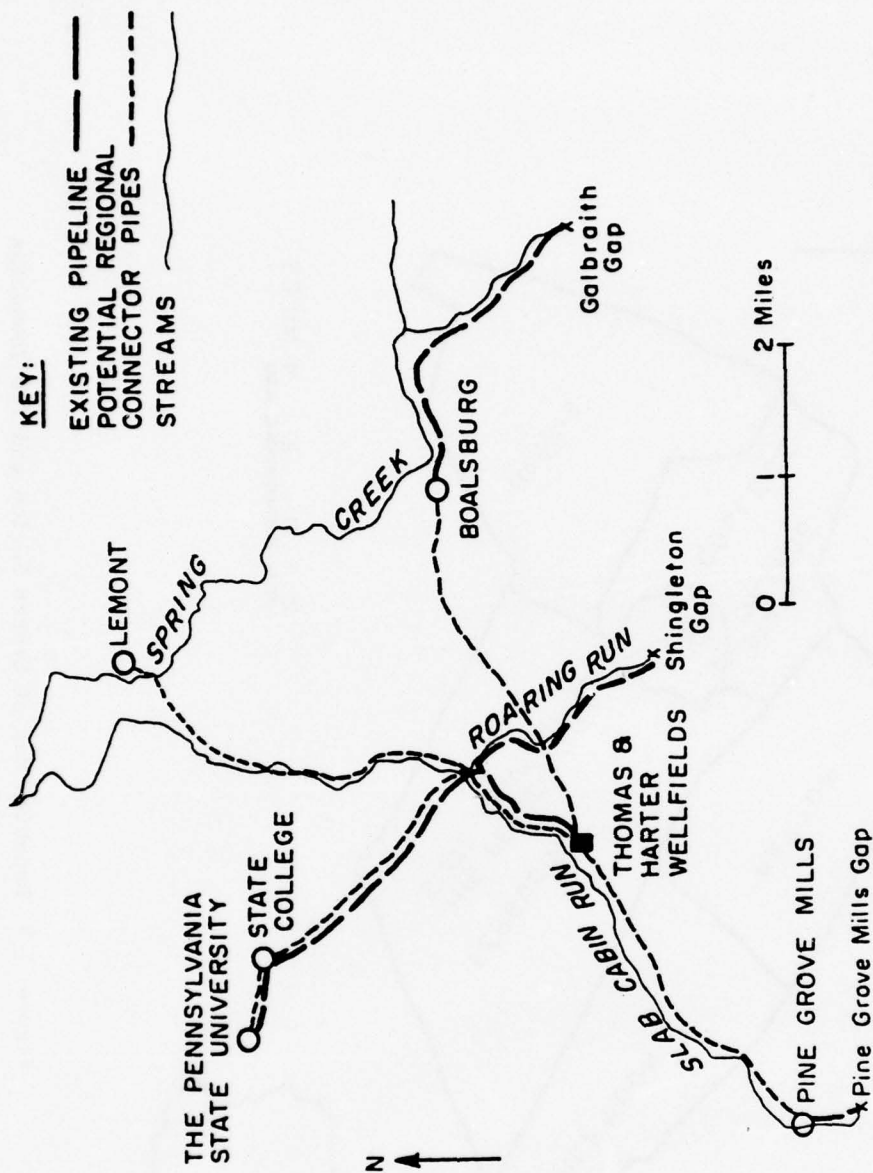 KEY:
EXISTING PIPELINE
POTENTIAL REGIONAL
CONNECTOR PIPES
STREAMS
LEMONT
SPRING
CREEK
THE PENNSYLVANIA
STATE UNIVERSITY
STATE
COLLEGE
BOALSBURG
Galbraith
Gap
ROARING RUN
Shingleton
Gap
THOMAS &
HARTER
WELLFIELDS
SLAB CABIN RUN
PINE GROVE MILLS
Pine Grove Mills Gap
N
0 1 2 Miles